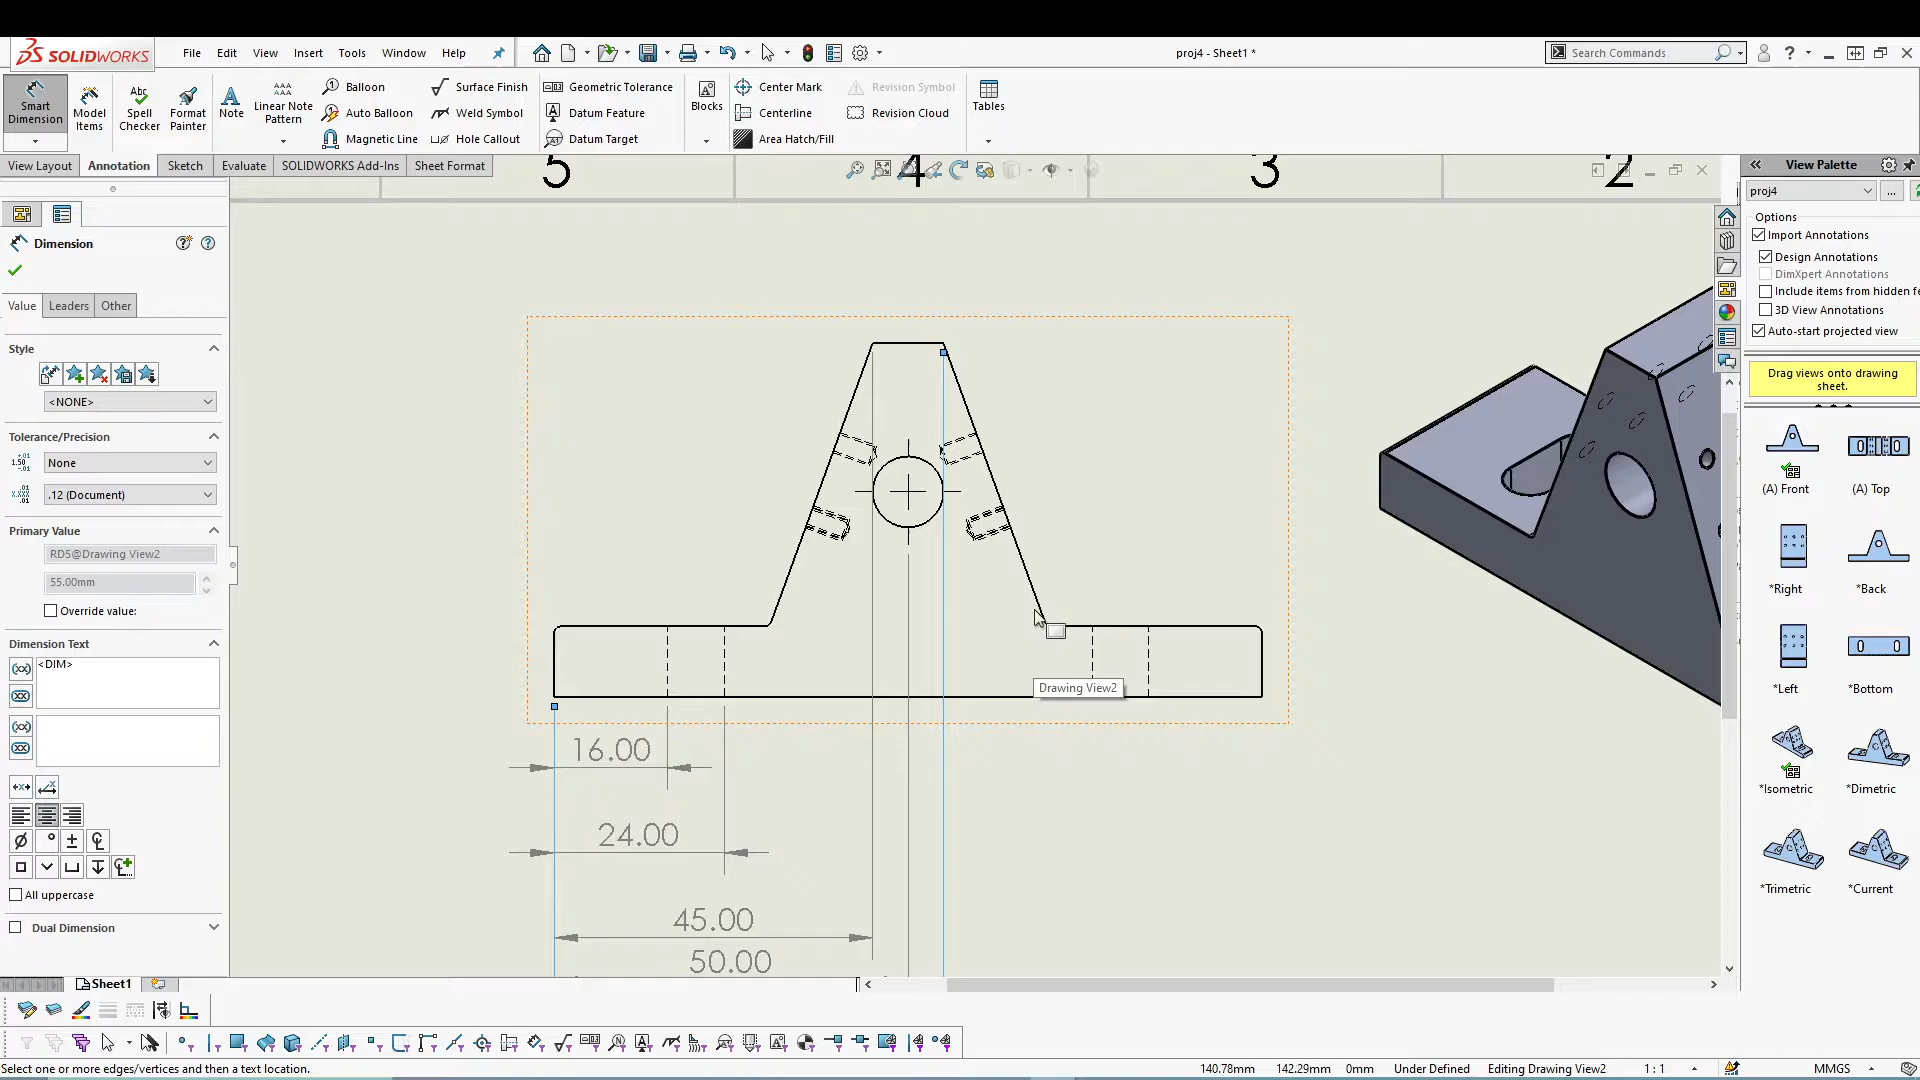 SOLIDWORKS
File Edit View Insert Tools Window Help
proj4 - Sheet1 *
Search Commands
Smart Dimension
Model Items
Spell Checker
Format Painter
Note
Linear Note Pattern
Balloon
Auto Balloon
Magnetic Line
Surface Finish
Weld Symbol
Hole Callout
Geometric Tolerance
Datum Feature
Datum Target
Blocks
Center Mark
Centerline
Area Hatch/Fill
Revision Symbol
Revision Cloud
Tables
View Layout Annotation Sketch Evaluate SOLIDWORKS Add-Ins Sheet Format
5 4 3 2
Dimension
Value Leaders Other
Style
<NONE>
Tolerance/Precision
None
.12 (Document)
Primary Value
RD5@Drawing View2
55.00mm
Override value:
Dimension Text
<DIM>
All uppercase
Dual Dimension
Drawing View2
16.00
24.00
45.00
50.00
View Palette
proj4
Options
Import Annotations
Design Annotations
DimXpert Annotations
Include items from hidden fe
3D View Annotations
Auto-start projected view
Drag views onto drawing
sheet.
(A) Front (A) Top
*Right *Back
*Left *Bottom
*Isometric *Dimetric
*Trimetric *Current
Sheet1
Select one or more edges/vertices and then a text location.
140.78mm 142.29mm 0mm Under Defined Editing Drawing View2 1 : 1 MMGS